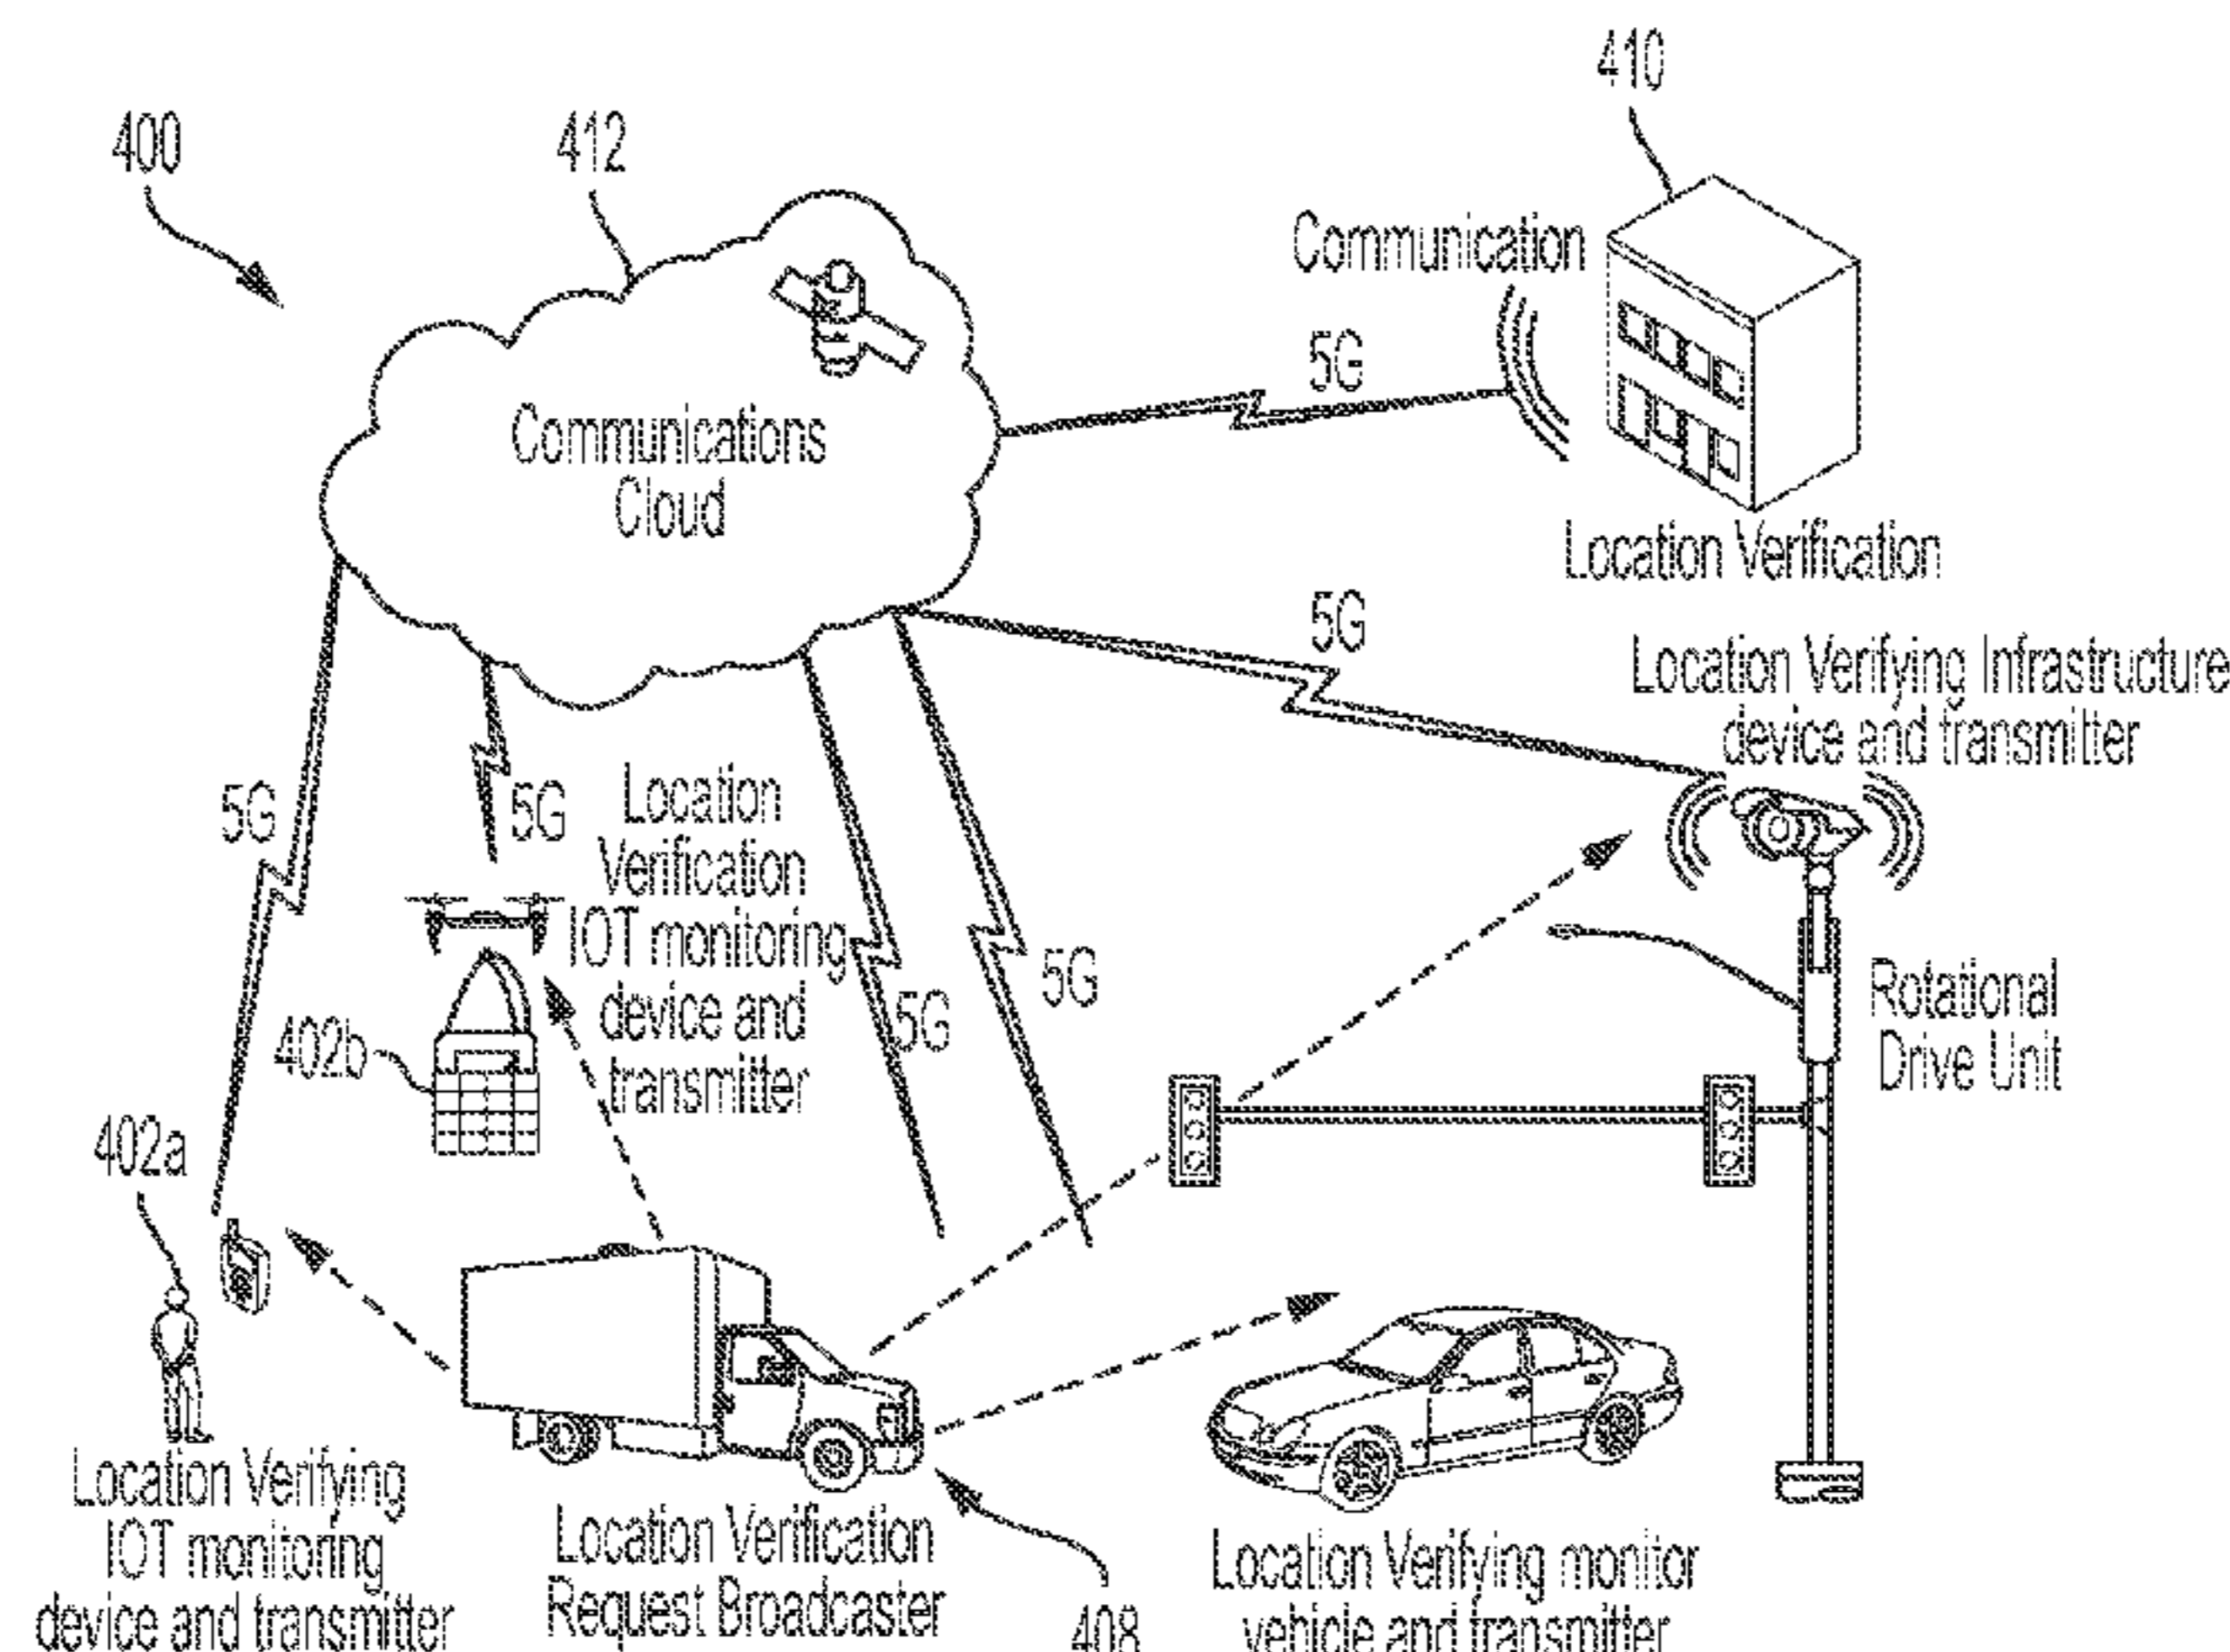 410
400
412
Communication
5G
Communications
Cloud
Location Verification
5G
Location Verifying Infrastructure
device and transmitter
5G
5G
Location
Verification
IOT monitoring
device and
transmitter
5G
5G
Rotational
Drive Unit
402b
402a
Location Verifying
IOT monitoring
device and transmitter
Location Verification
Request Broadcaster
408
Location Verifying monitor
vehicle and transmitter